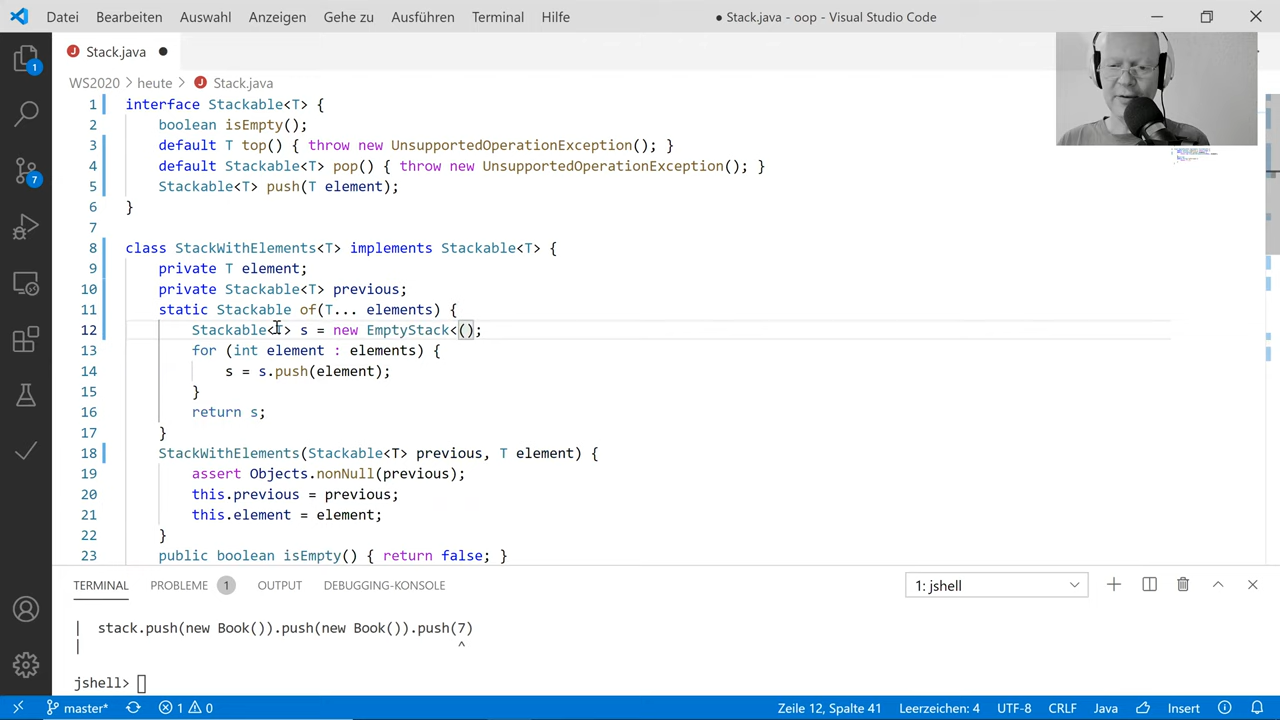 Datei Bearbeiten Auswahl Anzeigen Gehe zu Ausführen Terminal Hilfe ● Stack.java - oop - Visual Studio Code
Stack.java ●
WS2020 > heute > Stack.java
1 interface Stackable<T> {
2 boolean isEmpty();
3 default T top() { throw new UnsupportedOperationException(); }
4 default Stackable<T> pop() { throw new UnsupportedOperationException(); }
5 Stackable<T> push(T element);
6 }
7
8 class StackWithElements<T> implements Stackable<T> {
9 private T element;
10 private Stackable<T> previous;
11 static Stackable of(T... elements) {
12 Stackable<T> s = new EmptyStack<();
13 for (int element : elements) {
14 s = s.push(element);
15 }
16 return s;
17 }
18 StackWithElements(Stackable<T> previous, T element) {
19 assert Objects.nonNull(previous);
20 this.previous = previous;
21 this.element = element;
22 }
23 public boolean isEmpty() { return false; }
1
7
TERMINAL PROBLEME 1 OUTPUT DEBUGGING-KONSOLE 1: jshell
| stack.push(new Book()).push(new Book()).push(7)
| ^
jshell>
master* 1 0 Zeile 12, Spalte 41 Leerzeichen: 4 UTF-8 CRLF Java Insert